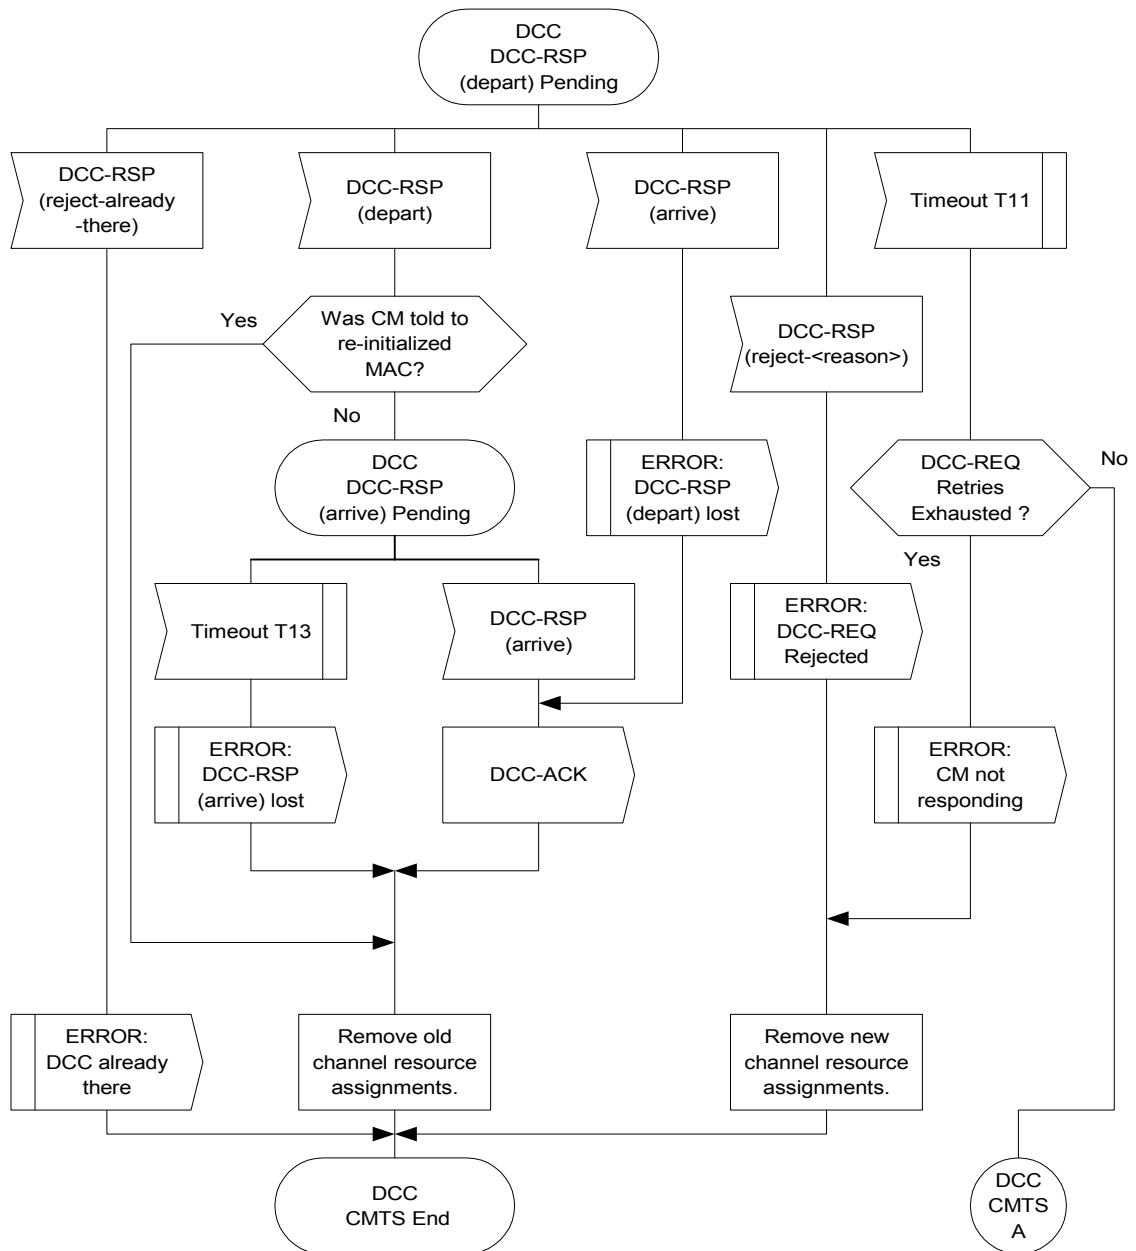 DCC
DCC-RSP
(depart) Pending
DCC-RSP
(reject-already
-there)
DCC-RSP
(depart)
DCC-RSP
(arrive)
Timeout T11
Yes
Was CM told to
re-initialized
MAC?
DCC-RSP
(reject-<reason>)
No
DCC
DCC-RSP
(arrive) Pending
ERROR:
DCC-RSP
(depart) lost
DCC-REQ
Retries
Exhausted ?
No
Yes
Timeout T13
DCC-RSP
(arrive)
ERROR:
DCC-REQ
Rejected
ERROR:
DCC-RSP
(arrive) lost
DCC-ACK
ERROR:
CM not
responding
ERROR:
DCC already
there
Remove old
channel resource
assignments.
Remove new
channel resource
assignments.
DCC
CMTS End
DCC
CMTS
A